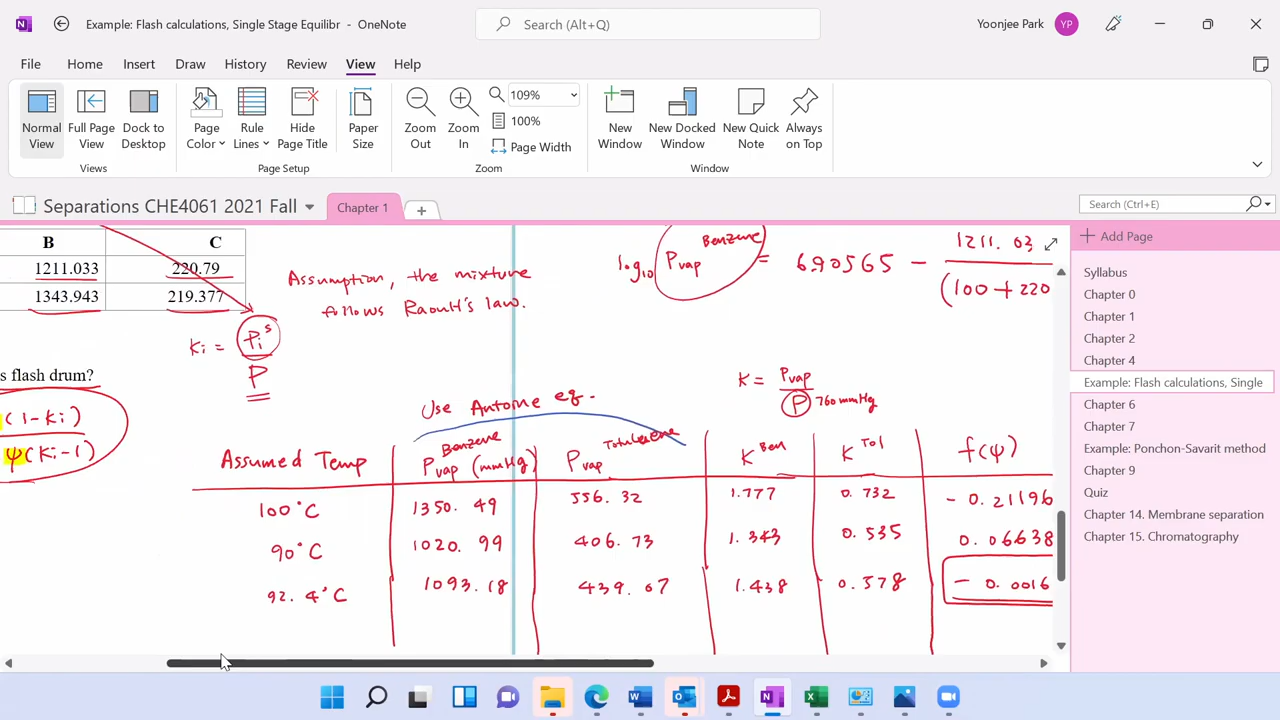 Example: Flash calculations, Single Stage Equilibr - OneNote
Search (Alt+Q)
Yoonjee Park
YP
File Home Insert Draw History Review View Help
Normal View
Full Page View
Dock to Desktop
Views
Page Color
Rule Lines
Hide Page Title
Page Setup
Paper Size
Zoom Out
Zoom In
109%
100%
Page Width
Zoom
New Window
New Docked Window
New Quick Note
Always on Top
Window
Separations CHE4061 2021 Fall
Chapter 1
Search (Ctrl+E)
Add Page
Syllabus
Chapter 0
Chapter 1
Chapter 2
Chapter 4
Example: Flash calculations, Single
Chapter 6
Chapter 7
Example: Ponchon-Savarit method
Chapter 9
Quiz
Chapter 14. Membrane separation
Chapter 15. Chromatography
B C
1211.033 220.79
1343.943 219.377
Assumption, the mixture
follows Raoult's law.
Ki = Pi^s / P
log10 Pvap^Benzene = 6.90565 - 1211.03 / (100 + 220
s flash drum?
(1-Ki)
ψ(Ki-1)
K = Pvap / P 760 mmHg
Use Antoine eq.
Assumed Temp | Pvap^Benzene (mmHg) | Pvap | K^Ben | K^Tol | f(ψ)
100°C 1350.49 556.32 1.777 0.732 -0.21196
90°C 1020.99 406.73 1.343 0.535 0.06638
92.4°C 1093.18 439.67 1.438 0.578 -0.0016